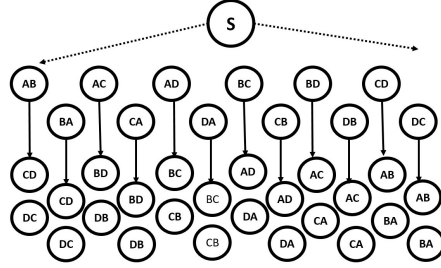 S
AB AC AD BC BD CD
BA CA DA CB DB DC
CD BD BC AD AC AB
CD BD BC AD AC AB
DC DB CB DA CA BA
DC DB CB DA CA BA